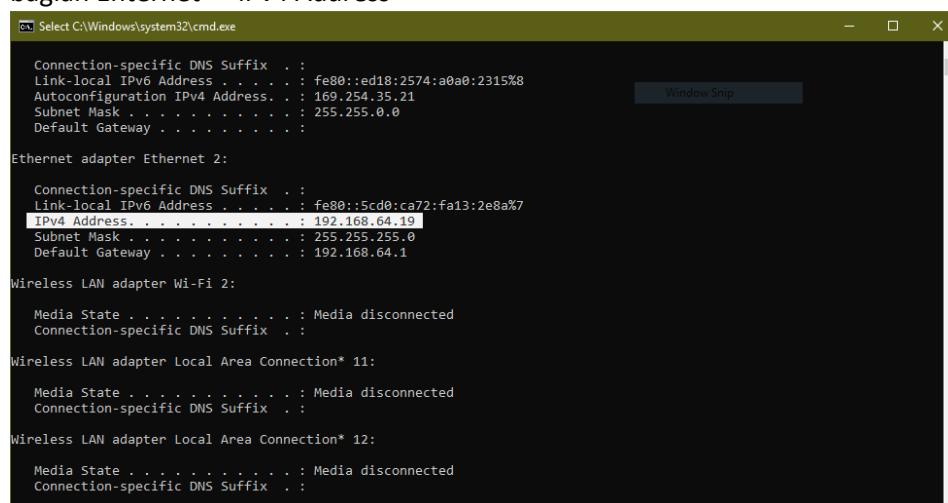 Select C:\Windows\system32\cmd.exe
Connection-specific DNS Suffix . :
Link-local IPv6 Address . . . . . : fe80::ed18:2574:a0a0:2315%8
Autoconfiguration IPv4 Address. . : 169.254.35.21
Window Snip
Subnet Mask . . . . . . . . . . . : 255.255.0.0
Default Gateway . . . . . . . . . :
Ethernet adapter Ethernet 2:
Connection-specific DNS Suffix . :
Link-local IPv6 Address . . . . . : fe80::5cd0:ca72:fa13:2e8a%7
IPv4 Address. . . . . . . . . . . : 192.168.64.19
Subnet Mask . . . . . . . . . . . : 255.255.255.0
Default Gateway . . . . . . . . . : 192.168.64.1
Wireless LAN adapter Wi-Fi 2:
Media State . . . . . . . . . . . : Media disconnected
Connection-specific DNS Suffix . :
Wireless LAN adapter Local Area Connection* 11:
Media State . . . . . . . . . . . : Media disconnected
Connection-specific DNS Suffix . :
Wireless LAN adapter Local Area Connection* 12:
Media State . . . . . . . . . . . : Media disconnected
Connection-specific DNS Suffix . :